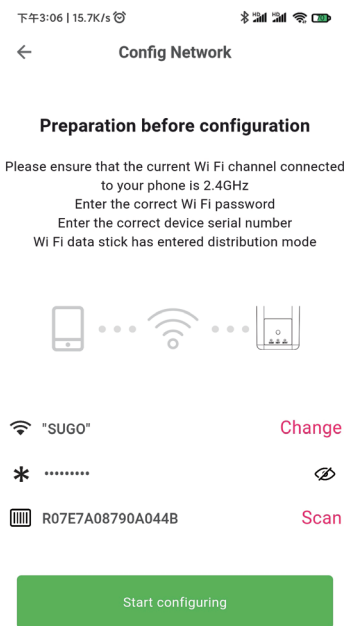 下午3:06 | 15.7K/s
Config Network
Preparation before configuration
Please ensure that the current Wi Fi channel connected
to your phone is 2.4GHz
Enter the correct Wi Fi password
Enter the correct device serial number
Wi Fi data stick has entered distribution mode
"SUGO"
Change
•••••••••
R07E7A08790A044B
Scan
Start configuring